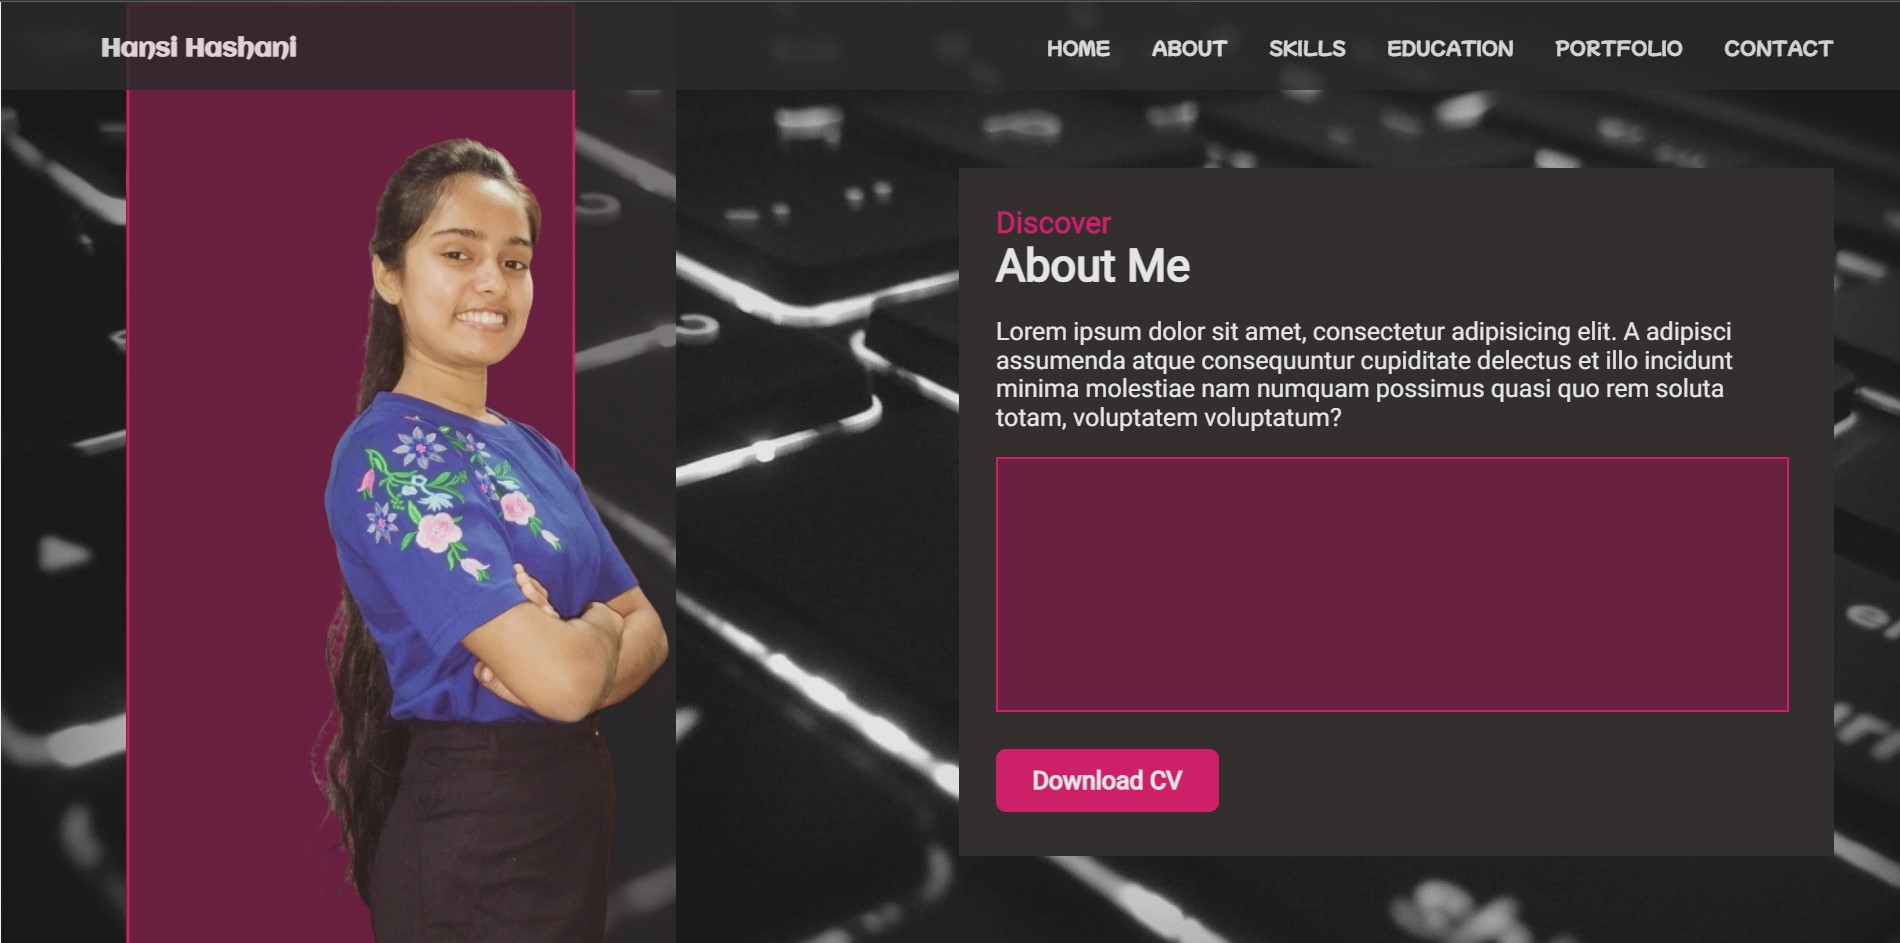 Hansi Hashani
HOME ABOUT SKILLS EDUCATION PORTFOLIO CONTACT
Discover
About Me
Lorem ipsum dolor sit amet, consectetur adipisicing elit. A adipisci
assumenda atque consequuntur cupiditate delectus et illo incidunt
minima molestiae nam numquam possimus quasi quo rem soluta
totam, voluptatem voluptatum?
Download CV